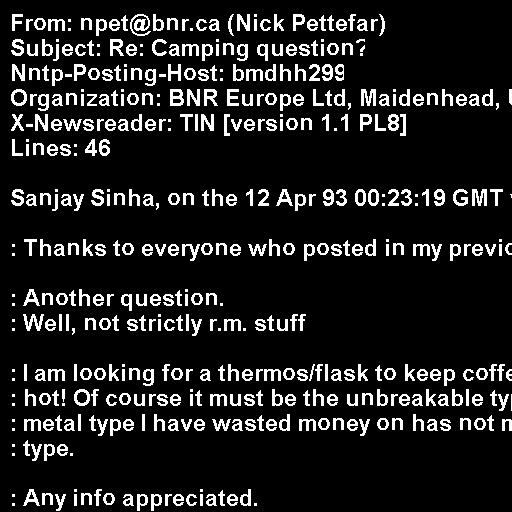 From: npet@bnr.ca (Nick Pettefar)
Subject: Re: Camping question?
Nntp-Posting-Host: bmdhh299
Organization: BNR Europe Ltd, Maidenhead,
X-Newsreader: TIN [version 1.1 PL8]
Lines: 46
Sanjay Sinha, on the 12 Apr 93 00:23:19 GMT
: Thanks to everyone who posted in my
: Another question.
: Well, not strictly r.m. stuff
: I am looking for a thermos/flask to keep
: hot! Of course it must be the unbreakable
: metal type I have wasted money on has not
: type.
: Any info appreciated.